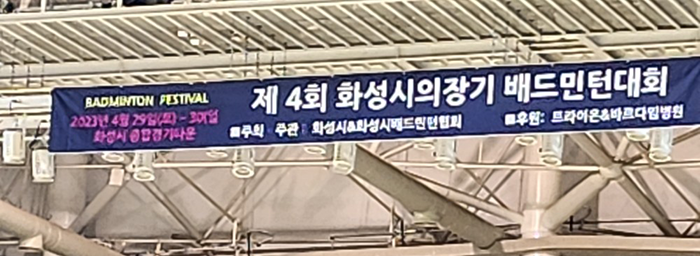 BADMINTON FESTIVAL
2023년 4월 29일(토) ~ 30일
화성시 종합경기타운
제 4회 화성시의장기 배드민턴대회
■주최 주관 : 화성시&화성시배드민턴협회
■후원: 트라이온&바르다임병원